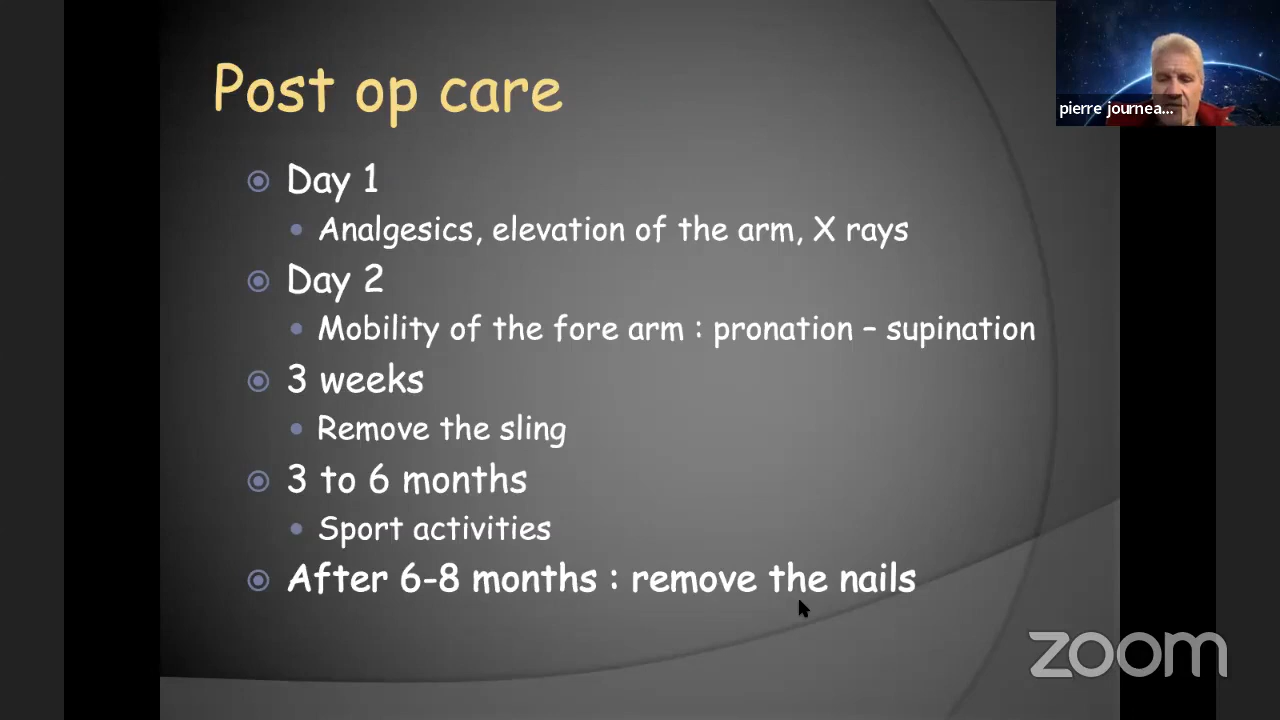 Post op care
pierre journea...
Day 1
Analgesics, elevation of the arm, X rays
Day 2
Mobility of the fore arm : pronation – supination
3 weeks
Remove the sling
3 to 6 months
Sport activities
After 6-8 months : remove the nails
zoom